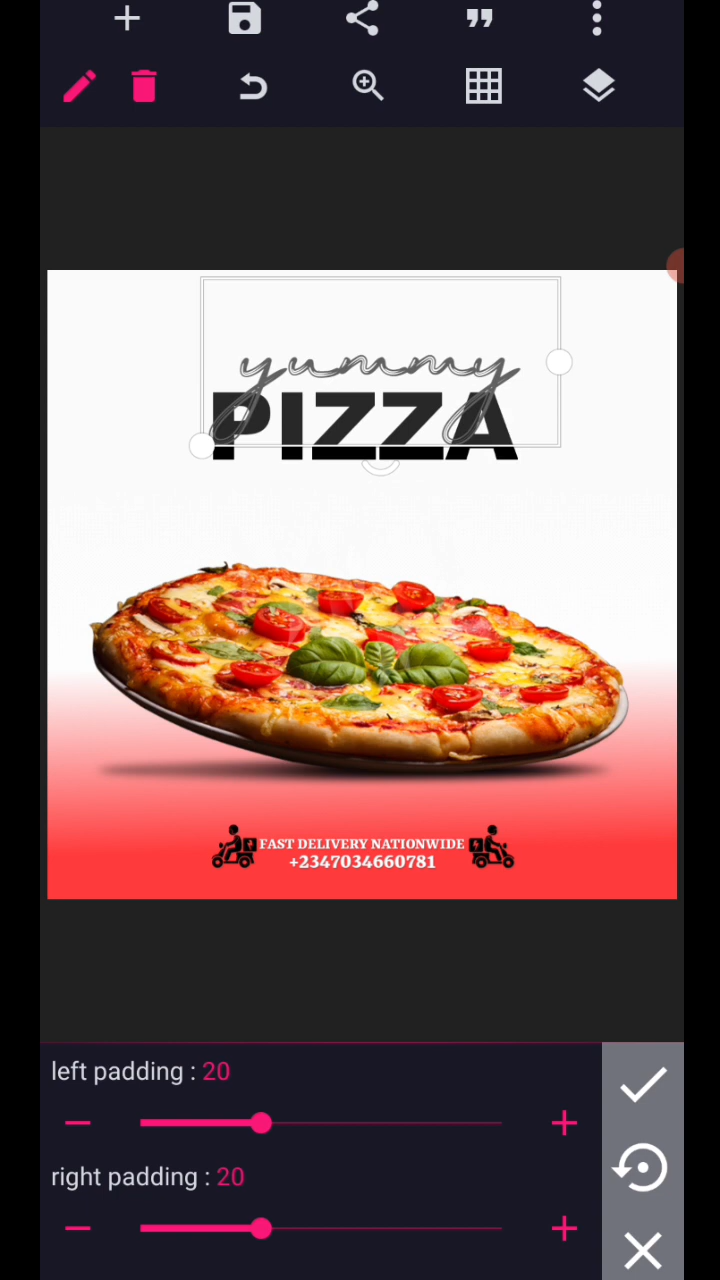 yummy
PIZZA
FAST DELIVERY NATIONWIDE
+2347034660781
left padding : 20
right padding : 20